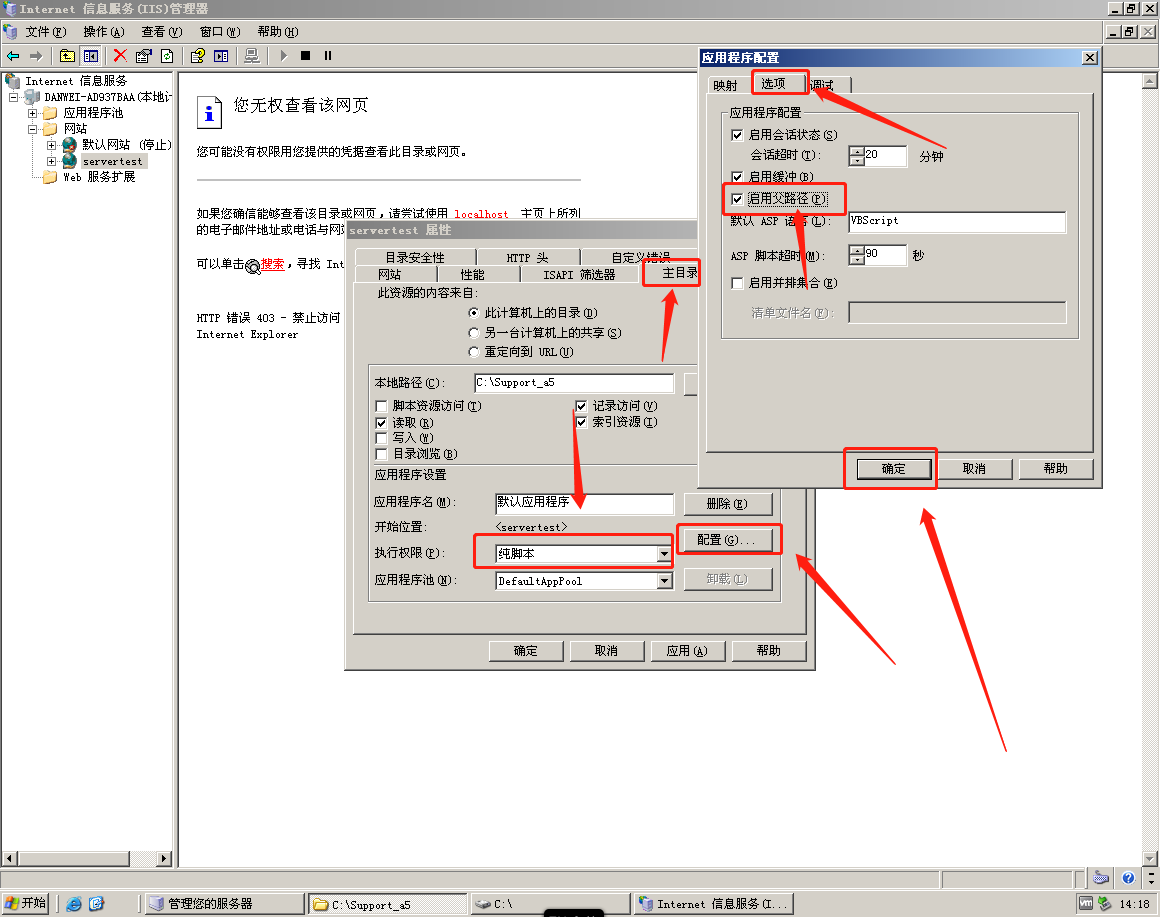 Internet 信息服务(IIS)管理器
文件(F) 操作(A) 查看(V) 窗口(W) 帮助(H)
Internet 信息服务
DANWEI-AD937BAA(本地计
应用程序池
网站
默认网站 (停止)
servertest
Web 服务扩展
您无权查看该网页
您可能没有权限用您提供的凭据查看此目录或网页。
如果您确信能够查看该目录或网页，请尝试使用 localhost 主页上所列
的电子邮件地址或电话与网
可以单击 搜索，寻找 Int
HTTP 错误 403 - 禁止访问
Internet Explorer
servertest 属性
目录安全性 HTTP 头 自定义错误
网站 性能 ISAPI 筛选器 主目录
此资源的内容来自:
此计算机上的目录(D)
另一台计算机上的共享(S)
重定向到 URL(U)
本地路径(C): C:\Support_a5
脚本资源访问(T) 记录访问(V)
读取(R) 索引资源(I)
写入(W)
目录浏览(B)
应用程序设置
应用程序名(M): 默认应用程序 删除(E)
开始位置: <servertest>
配置(G)...
执行权限(P): 纯脚本
应用程序池(N): DefaultAppPool 卸载(L)
确定 取消 应用(A) 帮助
应用程序配置
映射 选项 调试
应用程序配置
启用会话状态(S)
会话超时(T): 20 分钟
启用缓冲(B)
启用父路径(P)
默认 ASP 语言(L): VBScript
ASP 脚本超时(M): 90 秒
启用并排集合(E)
清单文件名(F):
确定 取消 帮助
开始 管理您的服务器 C:\Support_a5 C:\ Internet 信息服务(I... 14:18